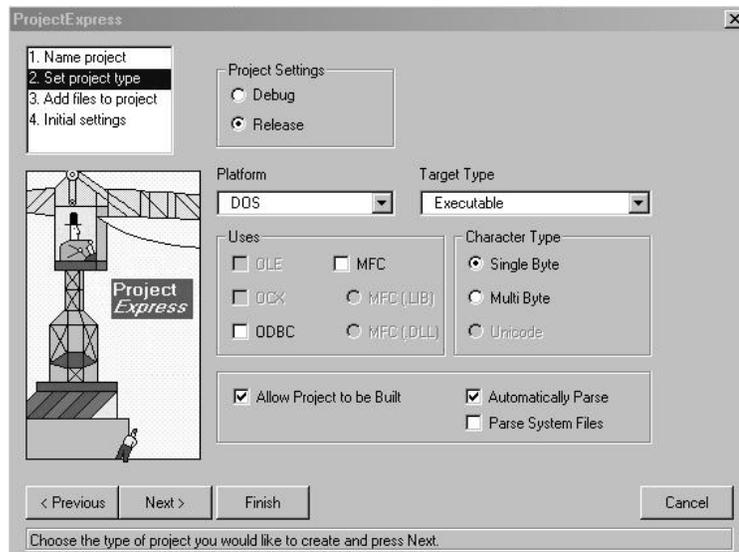 ProjectExpress
1. Name project
2. Set project type
3. Add files to project
4. Initial settings
Project Settings
Debug
Release
Platform
Target Type
DOS
Executable
Uses
Character Type
OLE
MFC
Single Byte
OCX
MFC (.LIB)
Multi Byte
ODBC
MFC (.DLL)
Unicode
Project
Express
Allow Project to be Built
Automatically Parse
Parse System Files
< Previous
Next >
Finish
Cancel
Choose the type of project you would like to create and press Next.